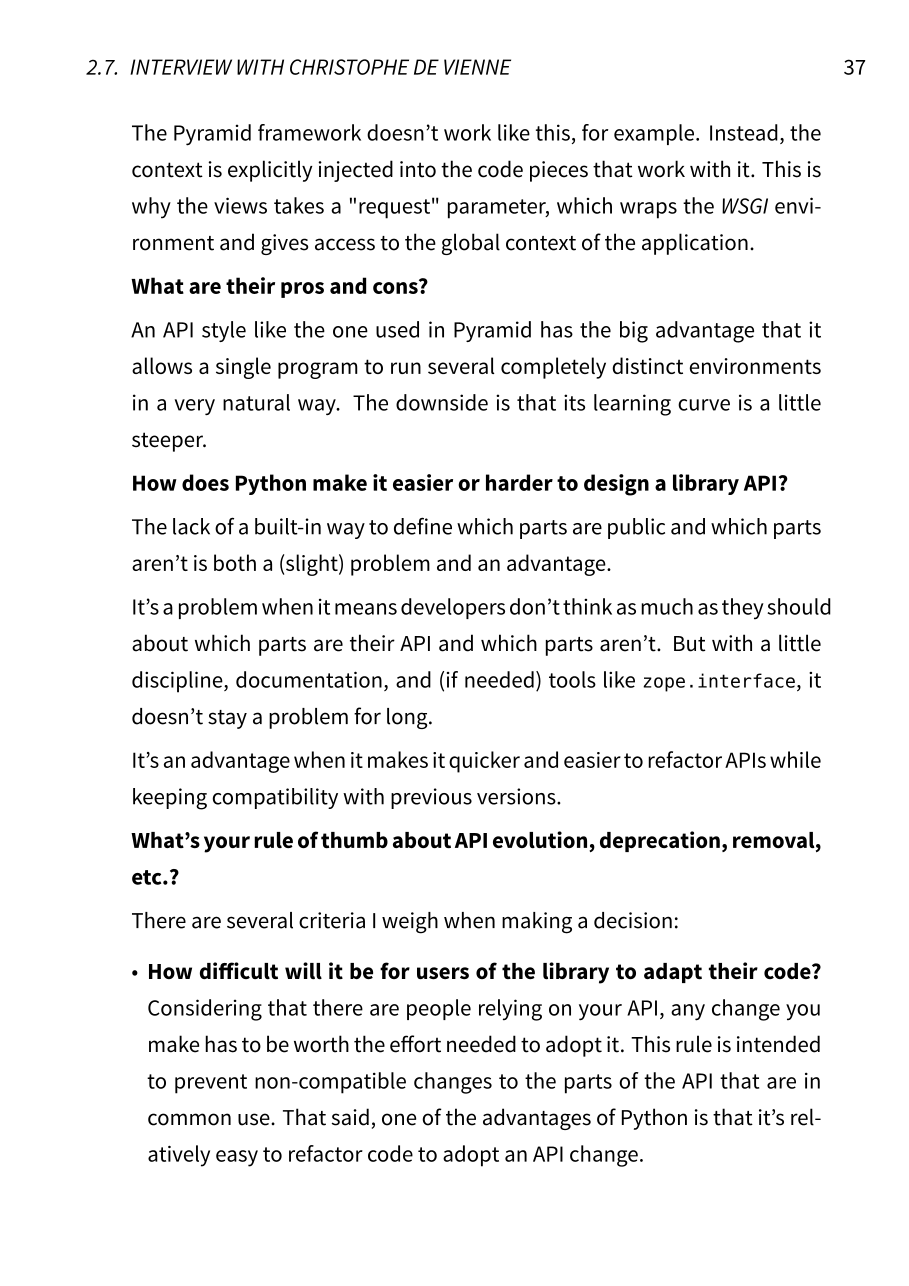 2.7. INTERVIEW WITH CHRISTOPHE DE VIENNE 37
The Pyramid framework doesn’t work like this, for example. Instead, the
context is explicitly injected into the code pieces that work with it. This is
why the views takes a "request" parameter, which wraps the WSGI envi-
ronment and gives access to the global context of the application.
What are their pros and cons?
An API style like the one used in Pyramid has the big advantage that it
allows a single program to run several completely distinct environments
in a very natural way. The downside is that its learning curve is a little
steeper.
How does Python make it easier or harder to design a library API?
The lack of a built-in way to define which parts are public and which parts
aren’t is both a (slight) problem and an advantage.
It’s a problem when it means developers don’t think as much as they should
about which parts are their API and which parts aren’t. But with a little
discipline, documentation, and (if needed) tools like zope.interface, it
doesn’t stay a problem for long.
It’s an advantage when it makes it quicker and easier to refactor APIs while
keeping compatibility with previous versions.
What’s your rule of thumb about API evolution, deprecation, removal,
etc.?
There are several criteria I weigh when making a decision:
• How difficult will it be for users of the library to adapt their code?
Considering that there are people relying on your API, any change you
make has to be worth the effort needed to adopt it. This rule is intended
to prevent non-compatible changes to the parts of the API that are in
common use. That said, one of the advantages of Python is that it’s rel-
atively easy to refactor code to adopt an API change.